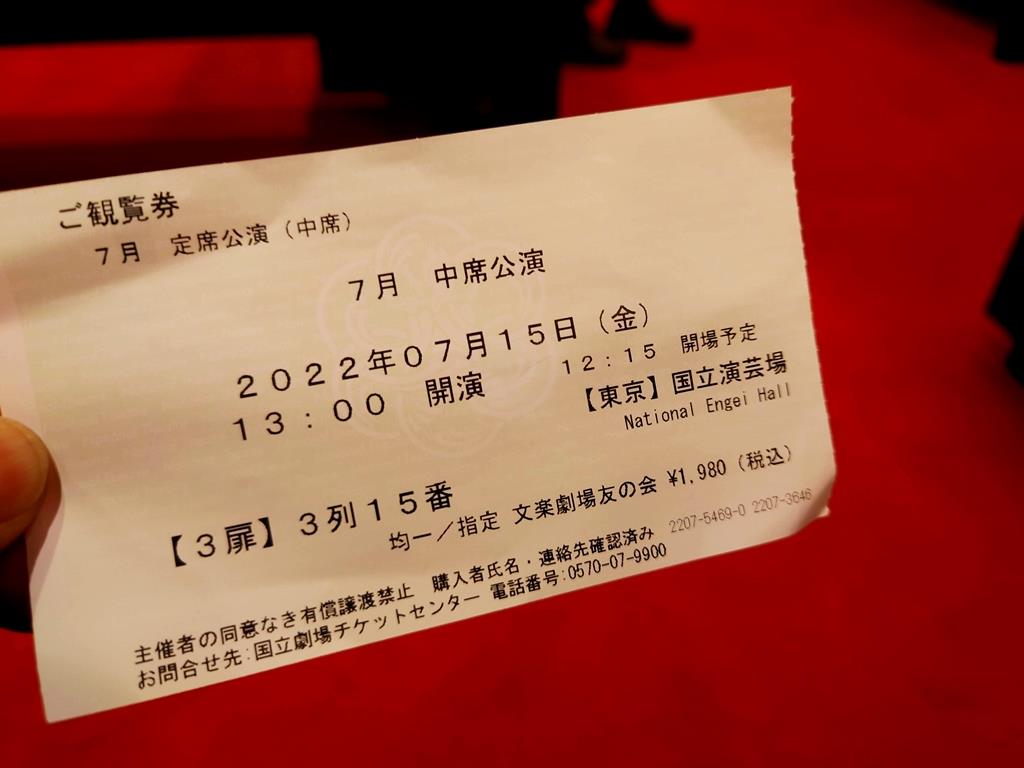 ご観覧券
７月　定席公演（中席）
７月　中席公演
２０２２年０７月１５日（金）
１３：００　開演　１２：１５　開場予定
【東京】国立演芸場
National Engei Hall
【３扉】３列１５番
均一／指定 文楽劇場友の会 ¥1,980（税込）
2207-5469-0 2207-3646
主催者の同意なき有償譲渡禁止　購入者氏名・連絡先確認済み
お問合せ先:国立劇場チケットセンター 電話番号:0570-07-9900